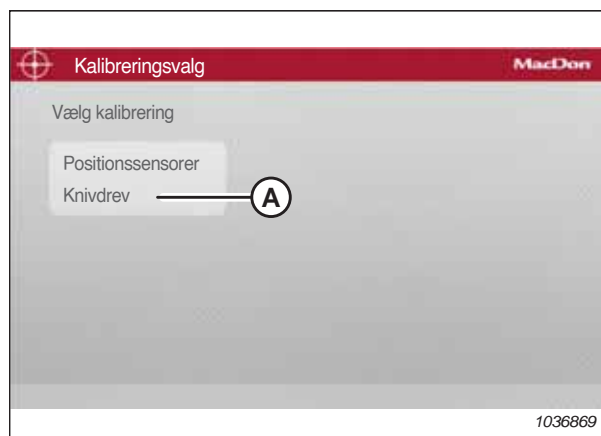 Kalibreringsvalg MacDon
Vælg kalibrering
Positionssensorer
Knivdrev A
1036869